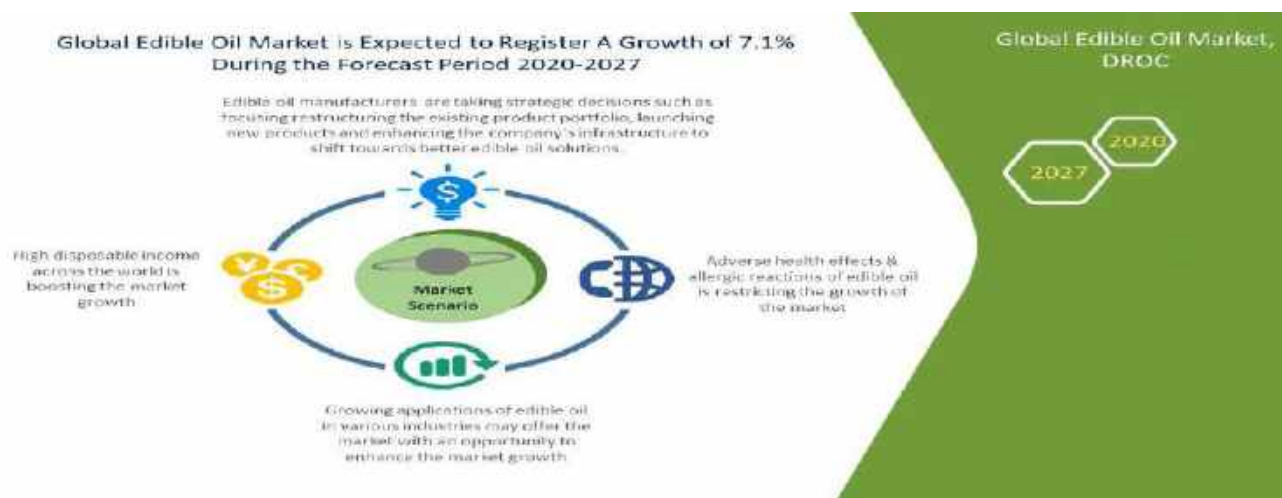 Global Edible Oil Market is Expected to Register A Growth of 7.1%
During the Forecast Period 2020-2027
Edible oil manufacturers are taking strategic decisions such as
focusing restructuring the existing product portfolio, launching
new products and enhancing the company's infrastructure to
shift towards better edible oil solutions.
High disposable income
across the world is
boosting the market
growth
Market
Scenario
Adverse health effects &
allergic reactions of edible oil
is restricting the growth of
the market
Growing applications of edible oil
in various industries may offer the
market with an opportunity to
enhance the market growth
Global Edible Oil Market,
DROC
2020
2027